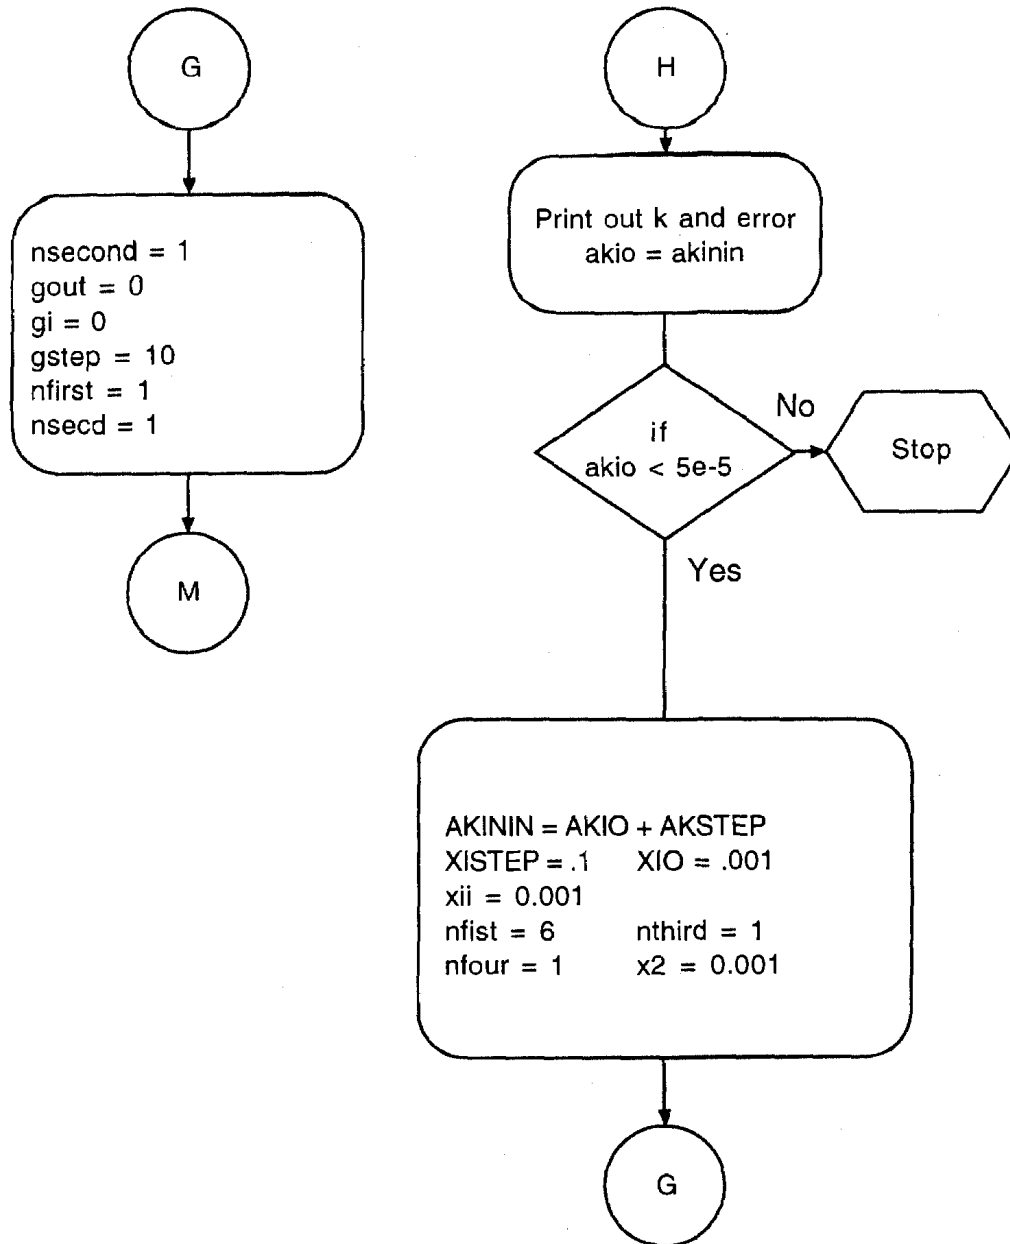 G
nsecond = 1
gout = 0
gi = 0
gstep = 10
nfirst = 1
nsecd = 1
M
H
Print out k and error
akio = akinin
if
akio < 5e-5
No
Stop
Yes
AKININ = AKIO + AKSTEP
XISTEP = .1 XIO = .001
xii = 0.001
nfist = 6 nthird = 1
nfour = 1 x2 = 0.001
G